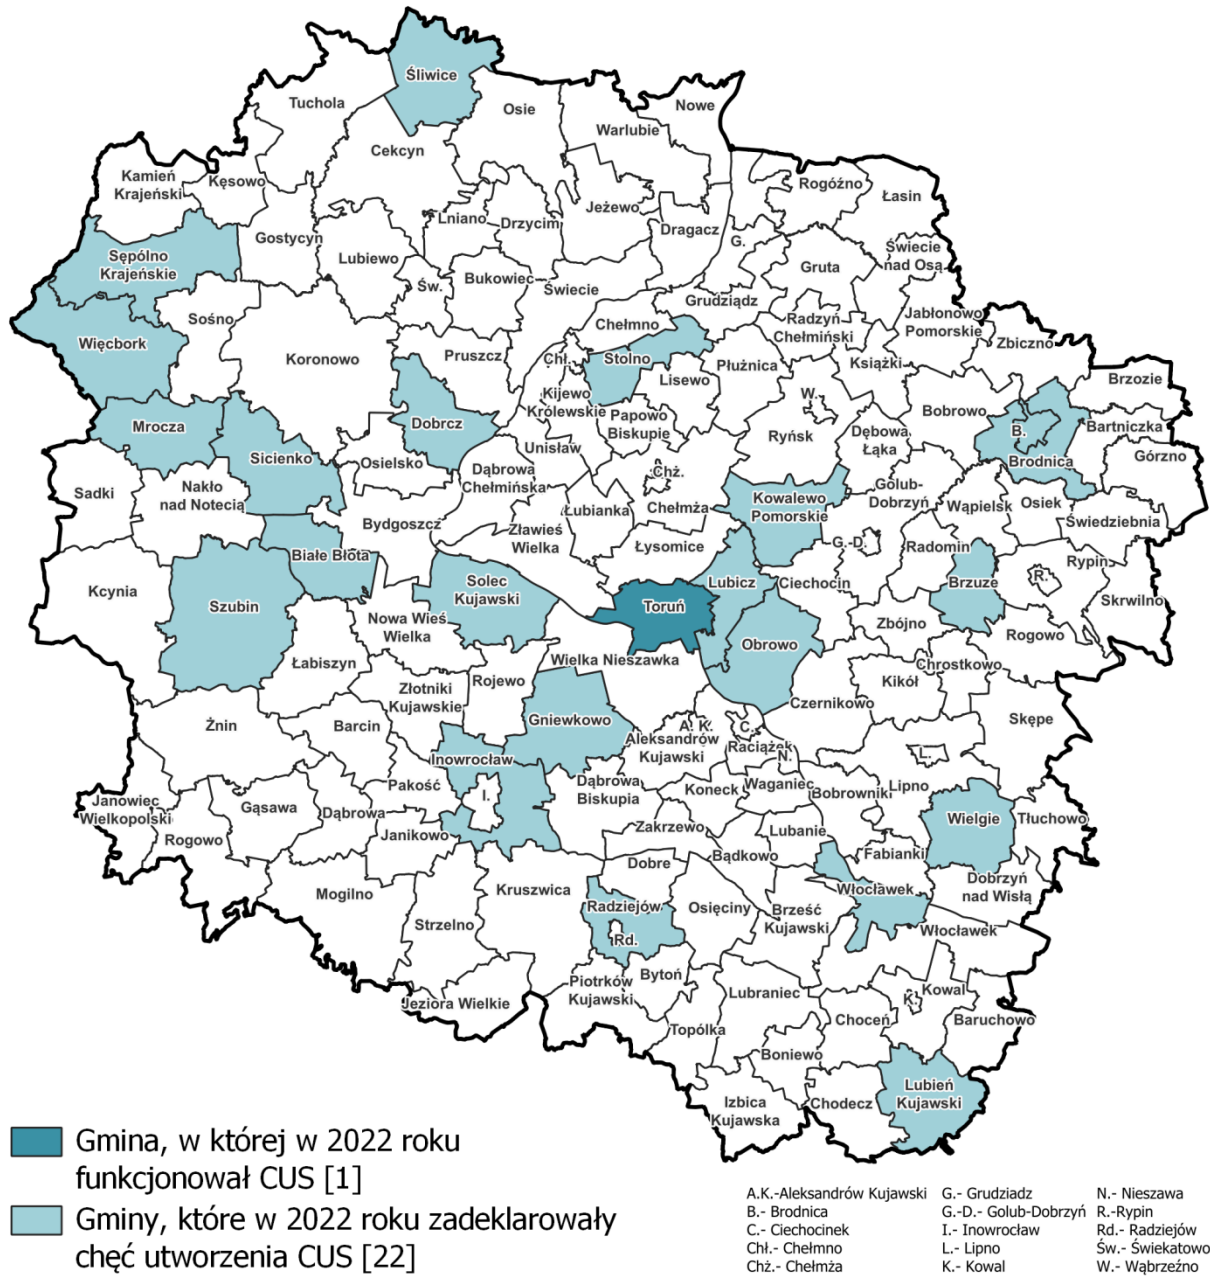 Śliwice
Tuchola
Osie
Nowe
Warlubie
Cekcyn
Kamień
Krajeński
Kęsowo
Rogóźno
Łasin
Lniano
Drzycim
Jeżewo
Dragacz
Gostycyn
G.
Świecie
nad Osą
Sępólno
Krajeńskie
Lubiewo
Św.
Bukowiec
Świecie
Gruta
Grudziądz
Sośno
Chełmno
Radzyń
Chełmiński
Jabłonowo
Pomorskie
Zbiczno
Więcbork
Koronowo
Pruszcz
Chł.
Stolno
Płużnica
Książki
Lisewo
Brzozie
Kijewo
Królewskie
Papowo
Biskupie
W.
Bobrowo
Mrocza
Dobrcz
Ryńsk
Dębowa
Łąka
B.
Bartniczka
Sicienko
Osielsko
Unisław
Brodnica
Górzno
Dąbrowa
Chełmińska
Chż.
Sadki
Nakło
nad Notecią
Kowalewo
Pomorskie
Golub-
Dobrzyń
Wąpielsk
Osiek
Bydgoszcz
Zławieś
Wielka
Łubianka
Chełmża
Świedziebnia
Łysomice
G.-D.
Radomin
Białe Błota
Rypin
Kcynia
Szubin
Solec
Kujawski
Lubicz
Ciechocin
Brzuze
R.
Skrwilno
Toruń
Nowa Wieś
Wielka
Zbójno
Rogowo
Obrowo
Łabiszyn
Wielka Nieszawka
Chrostkowo
Złotniki
Kujawskie
Rojewo
Kikół
Czernikowo
Żnin
Barcin
Gniewkowo
A. K.
C.
Skępe
Aleksandrów
Kujawski
Raciążek
N.
L.
Inowrocław
Pakość
Dąbrowa
Biskupia
Koneck
Waganiec
Bobrowniki
Lipno
Janowiec
Wielkopolski
Gąsawa
Dąbrowa
I.
Wielgie
Tłuchowo
Rogowo
Janikowo
Zakrzewo
Lubanie
Dobre
Bądkowo
Fabianki
Mogilno
Kruszwica
Włocławek
Dobrzyń
nad Wisłą
Radziejów
Osięciny
Brześć
Kujawski
Strzelno
Rd.
Włocławek
Jeziora Wielkie
Piotrków
Kujawski
Bytoń
Lubraniec
K.
Kowal
Topólka
Choceń
Baruchowo
Boniewo
Lubień
Kujawski
Izbica
Kujawska
Chodecz
Gmina, w której w 2022 roku
funkcjonował CUS [1]
Gminy, które w 2022 roku zadeklarowały
chęć utworzenia CUS [22]
A.K.-Aleksandrów Kujawski
B.- Brodnica
C.- Ciechocinek
Chł.- Chełmno
Chż.- Chełmża
G.- Grudziadz
G.-D.- Golub-Dobrzyń
I.- Inowrocław
L.- Lipno
K.- Kowal
N.- Nieszawa
R.-Rypin
Rd.- Radziejów
Św.- Świekatowo
W.- Wąbrzeźno